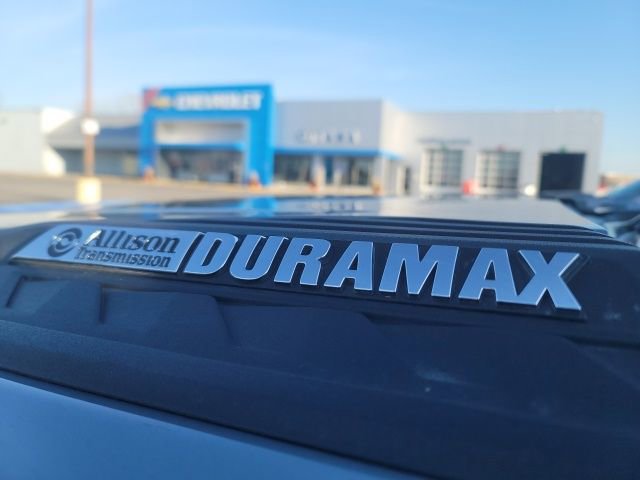 CHEVROLET
Allison
Transmission
DURAMAX